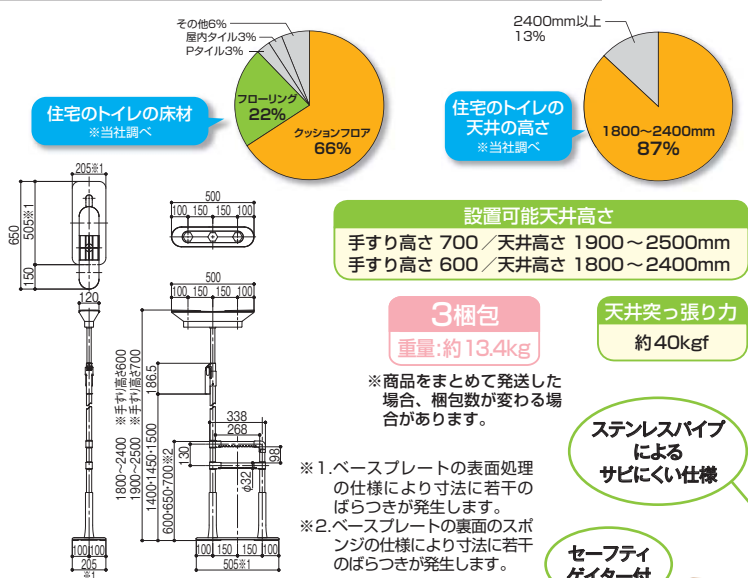 その他6%
屋内タイル3%
Pタイル3%
フローリング
22%
クッションフロア
66%
住宅のトイレの床材
※当社調べ
2400mm以上
13%
1800～2400mm
87%
住宅のトイレの
天井の高さ
※当社調べ
205※1
650
505※1
150
120
500
100 150 150 100
500
100 150 150 100
1800～2400 ※手すり高さ600
1900～2500 ※手すり高さ700
186.5
1400・1450・1500
600・650・700※2
338
268
130
98
φ32
100 100
205
※1
100 150 150 100
505※1
設置可能天井高さ
手すり高さ 700／天井高さ 1900～2500mm
手すり高さ 600／天井高さ 1800～2400mm
3梱包
重量:約13.4kg
天井突っ張り力
約40kgf
※商品をまとめて発送した
場合、梱包数が変わる場
合があります。
※1.ベースプレートの表面処理
の仕様により寸法に若干の
ばらつきが発生します。
※2.ベースプレートの裏面のスポ
ンジの仕様により寸法に若干
のばらつきが発生します。
ステンレスパイプ
による
サビにくい仕様
セーフティ
ゲイター付